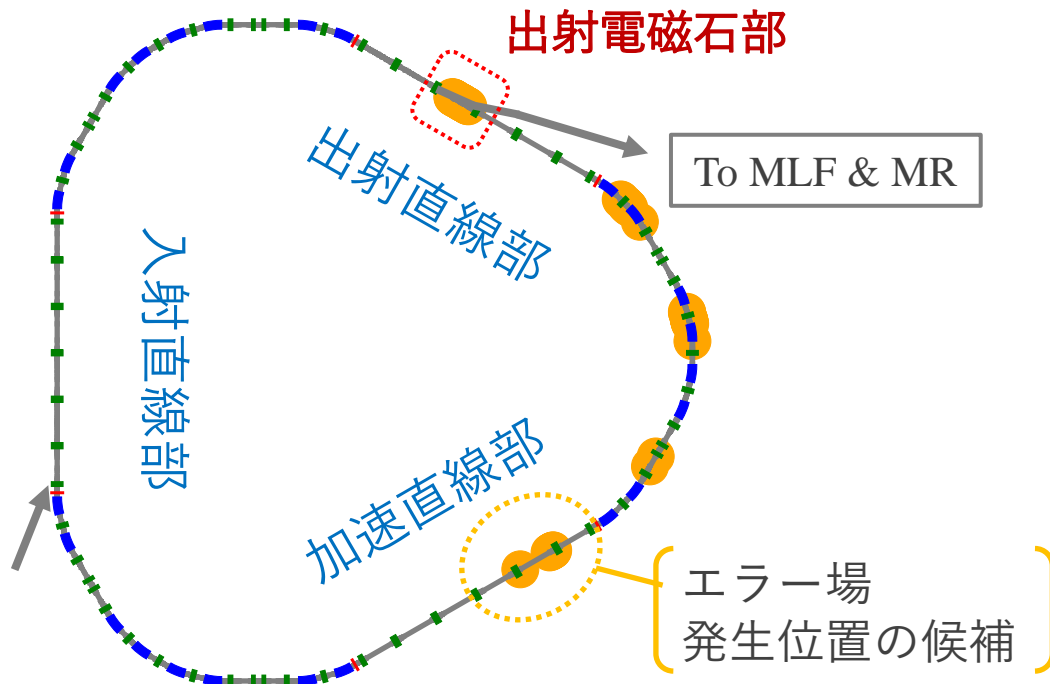 出射電磁石部
To MLF & MR
出射直線部
入射直線部
加速直線部
エラー場
発生位置の候補